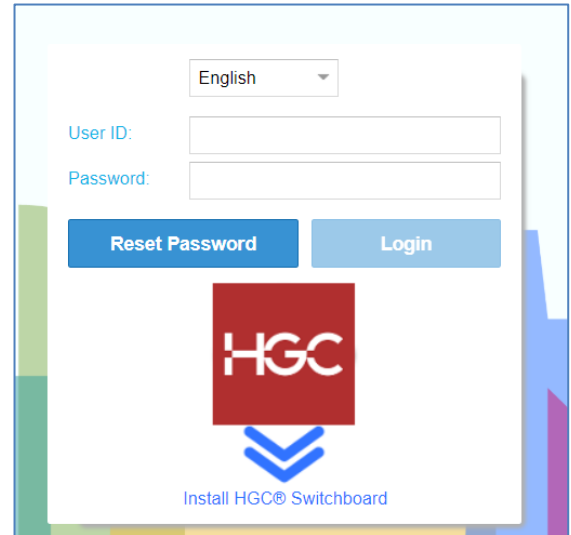 English
User ID:
Password:
Reset Password Login
HGC
Install HGC® Switchboard